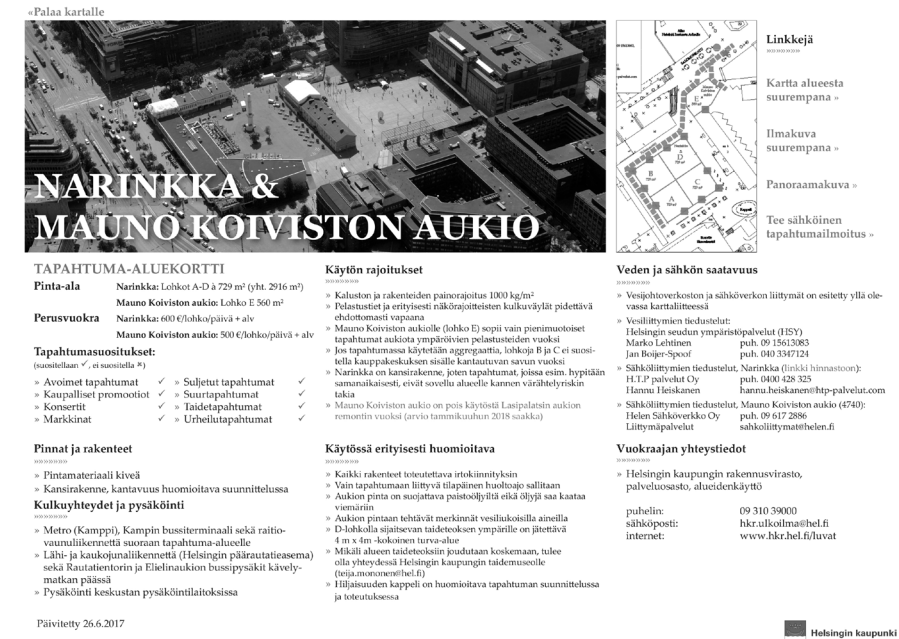 «Palaa kartalle
NARINKKA &
MAUNO KOIVISTON AUKIO
TAPAHTUMA-ALUEKORTTI
Pinta-ala Narinkka: Lohkot A-D à 729 m² (yht. 2916 m²)
Mauno Koiviston aukio: Lohko E 560 m²
Perusvuokra Narinkka: 600 €/lohko/päivä + alv
Mauno Koiviston aukio: 500 €/lohko/päivä + alv
Tapahtumasuositukset:
(suositellaan ✓, ei suositella ×)
» Avoimet tapahtumat ✓ » Suljetut tapahtumat ✓
» Kaupalliset promootiot ✓ » Suurtapahtumat ✓
» Konsertit ✓ » Taidetapahtumat ✓
» Markkinat ✓ » Urheilutapahtumat ✓
Pinnat ja rakenteet
»»»»»»»
» Pintamateriaali kiveä
» Kansirakenne, kantavuus huomioitava suunnittelussa
Kulkuyhteydet ja pysäköinti
»»»»»»»
» Metro (Kamppi), Kampin bussiterminaali sekä raitio-
vaunuliikennettä suoraan tapahtuma-alueelle
» Lähi- ja kaukojunaliikennettä (Helsingin päärautatieasema)
sekä Rautatientorin ja Elielinaukion bussipysäkit kävely-
matkan päässä
» Pysäköinti keskustan pysäköintilaitoksissa
Päivitetty 26.6.2017
Käytön rajoitukset
»»»»»»»
» Kaluston ja rakenteiden painorajoitus 1000 kg/m²
» Pelastustiet ja erityisesti näkörajoitteisten kulkuväylät pidettävä
ehdottomasti vapaana
» Mauno Koiviston aukiolle (lohko E) sopii vain pienimuotoiset
tapahtumat aukiota ympäröivien pelastusteiden vuoksi
» Jos tapahtumassa käytetään aggregaattia, lohkoja B ja C ei suosi-
tella kauppakeskuksen sisälle kantautuvan savun vuoksi
» Narinkka on kansirakenne, joten tapahtumat, joissa esim. hypitään
samanaikaisesti, eivät sovellu alueelle kannen värähtelyriskin
takia
» Mauno Koiviston aukio on pois käytöstä Lasipalatsin aukion
remontin vuoksi (arvio tammikuuhun 2018 saakka)
Käytössä erityisesti huomioitava
»»»»»»»
» Kaikki rakenteet toteutettava irtokiinnityksin
» Vain tapahtumaan liittyvä tilapäinen huoltoajo sallitaan
» Aukion pinta on suojattava paistoöljyiltä eikä öljyjä saa kaataa
viemäriin
» Aukion pintaan tehtävät merkinnät vesiliukoisilla aineilla
» D-lohkolla sijaitsevan taideteoksen ympärille on jätettävä
4 m x 4m -kokoinen turva-alue
» Mikäli alueen taideteoksiin joudutaan koskemaan, tulee
olla yhteydessä Helsingin kaupungin taidemuseolle
(teija.mononen@hel.fi)
» Hiljaisuuden kappeli on huomioitava tapahtuman suunnittelussa
ja toteutuksessa
A
B
C
D
E
Linkkejä
»»»»»»»
Kartta alueesta
suurempana »
Ilmakuva
suurempana »
Panoraamakuva »
Tee sähköinen
tapahtumailmoitus »
Veden ja sähkön saatavuus
»»»»»»»
» Vesijohtoverkoston ja sähköverkon liittymät on esitetty yllä ole-
vassa karttaliitteessä
» Vesiliittymien tiedustelut:
Helsingin seudun ympäristöpalvelut (HSY)
Marko Lehtinen puh. 09 15613083
Jan Boijer-Spoof puh. 040 3347124
» Sähköliittymien tiedustelut, Narinkka (linkki hinnastoon):
H.T.P palvelut Oy puh. 0400 428 325
Hannu Heiskanen hannu.heiskanen@htp-palvelut.com
» Sähköliittymien tiedustelut, Mauno Koiviston aukio (4740):
Helen Sähköverkko Oy puh. 09 617 2886
Liittymäpalvelut sahkoliittymat@helen.fi
Vuokraajan yhteystiedot
»»»»»»»
» Helsingin kaupungin rakennusvirasto,
palveluosasto, alueidenkäyttö
puhelin: 09 310 39000
sähköposti: hkr.ulkoilma@hel.fi
internet: www.hkr.hel.fi/luvat
Helsingin kaupunki